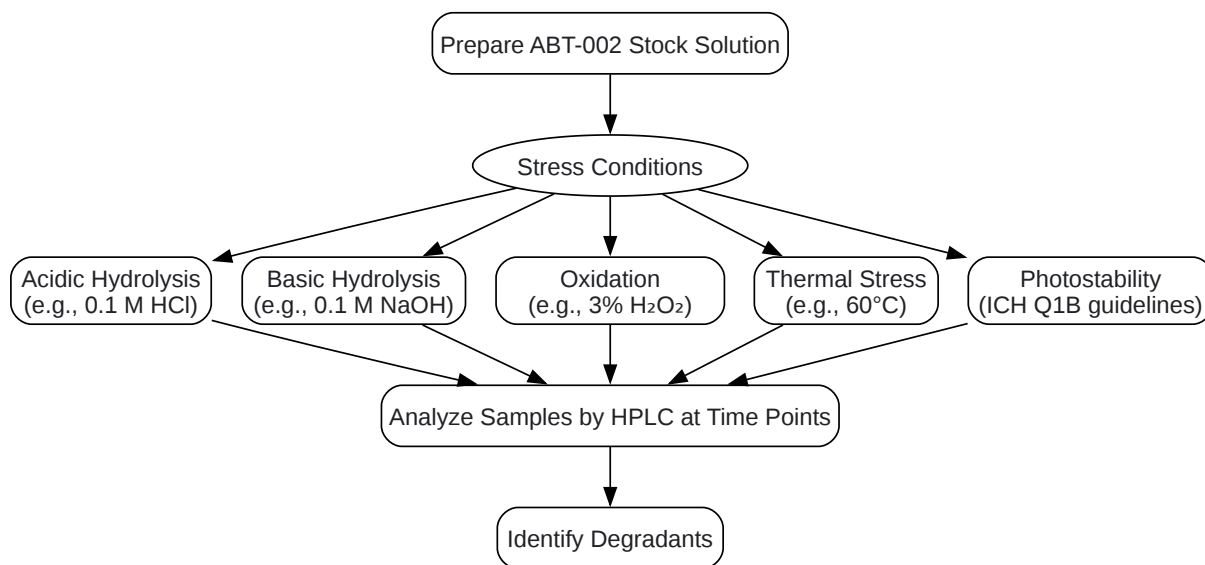 Prepare ABT-002 Stock Solution
Stress Conditions
Acidic Hydrolysis
(e.g., 0.1 M HCl)
Basic Hydrolysis
(e.g., 0.1 M NaOH)
Oxidation
(e.g., 3% H₂O₂)
Thermal Stress
(e.g., 60°C)
Photostability
(ICH Q1B guidelines)
Analyze Samples by HPLC at Time Points
Identify Degradants